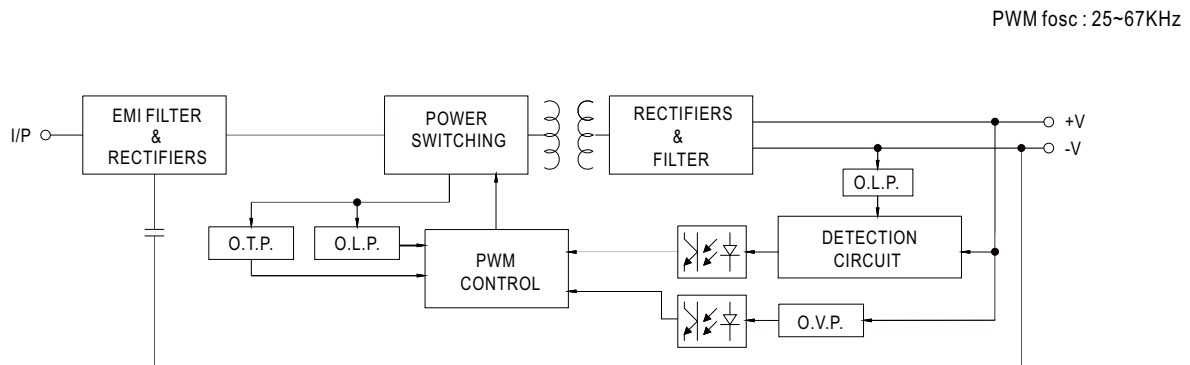 PWM fosc : 25~67KHz
I/P
EMI FILTER
&
RECTIFIERS
POWER
SWITCHING
RECTIFIERS
&
FILTER
+V
-V
O.L.P.
O.T.P.
O.L.P.
PWM
CONTROL
DETECTION
CIRCUIT
O.V.P.